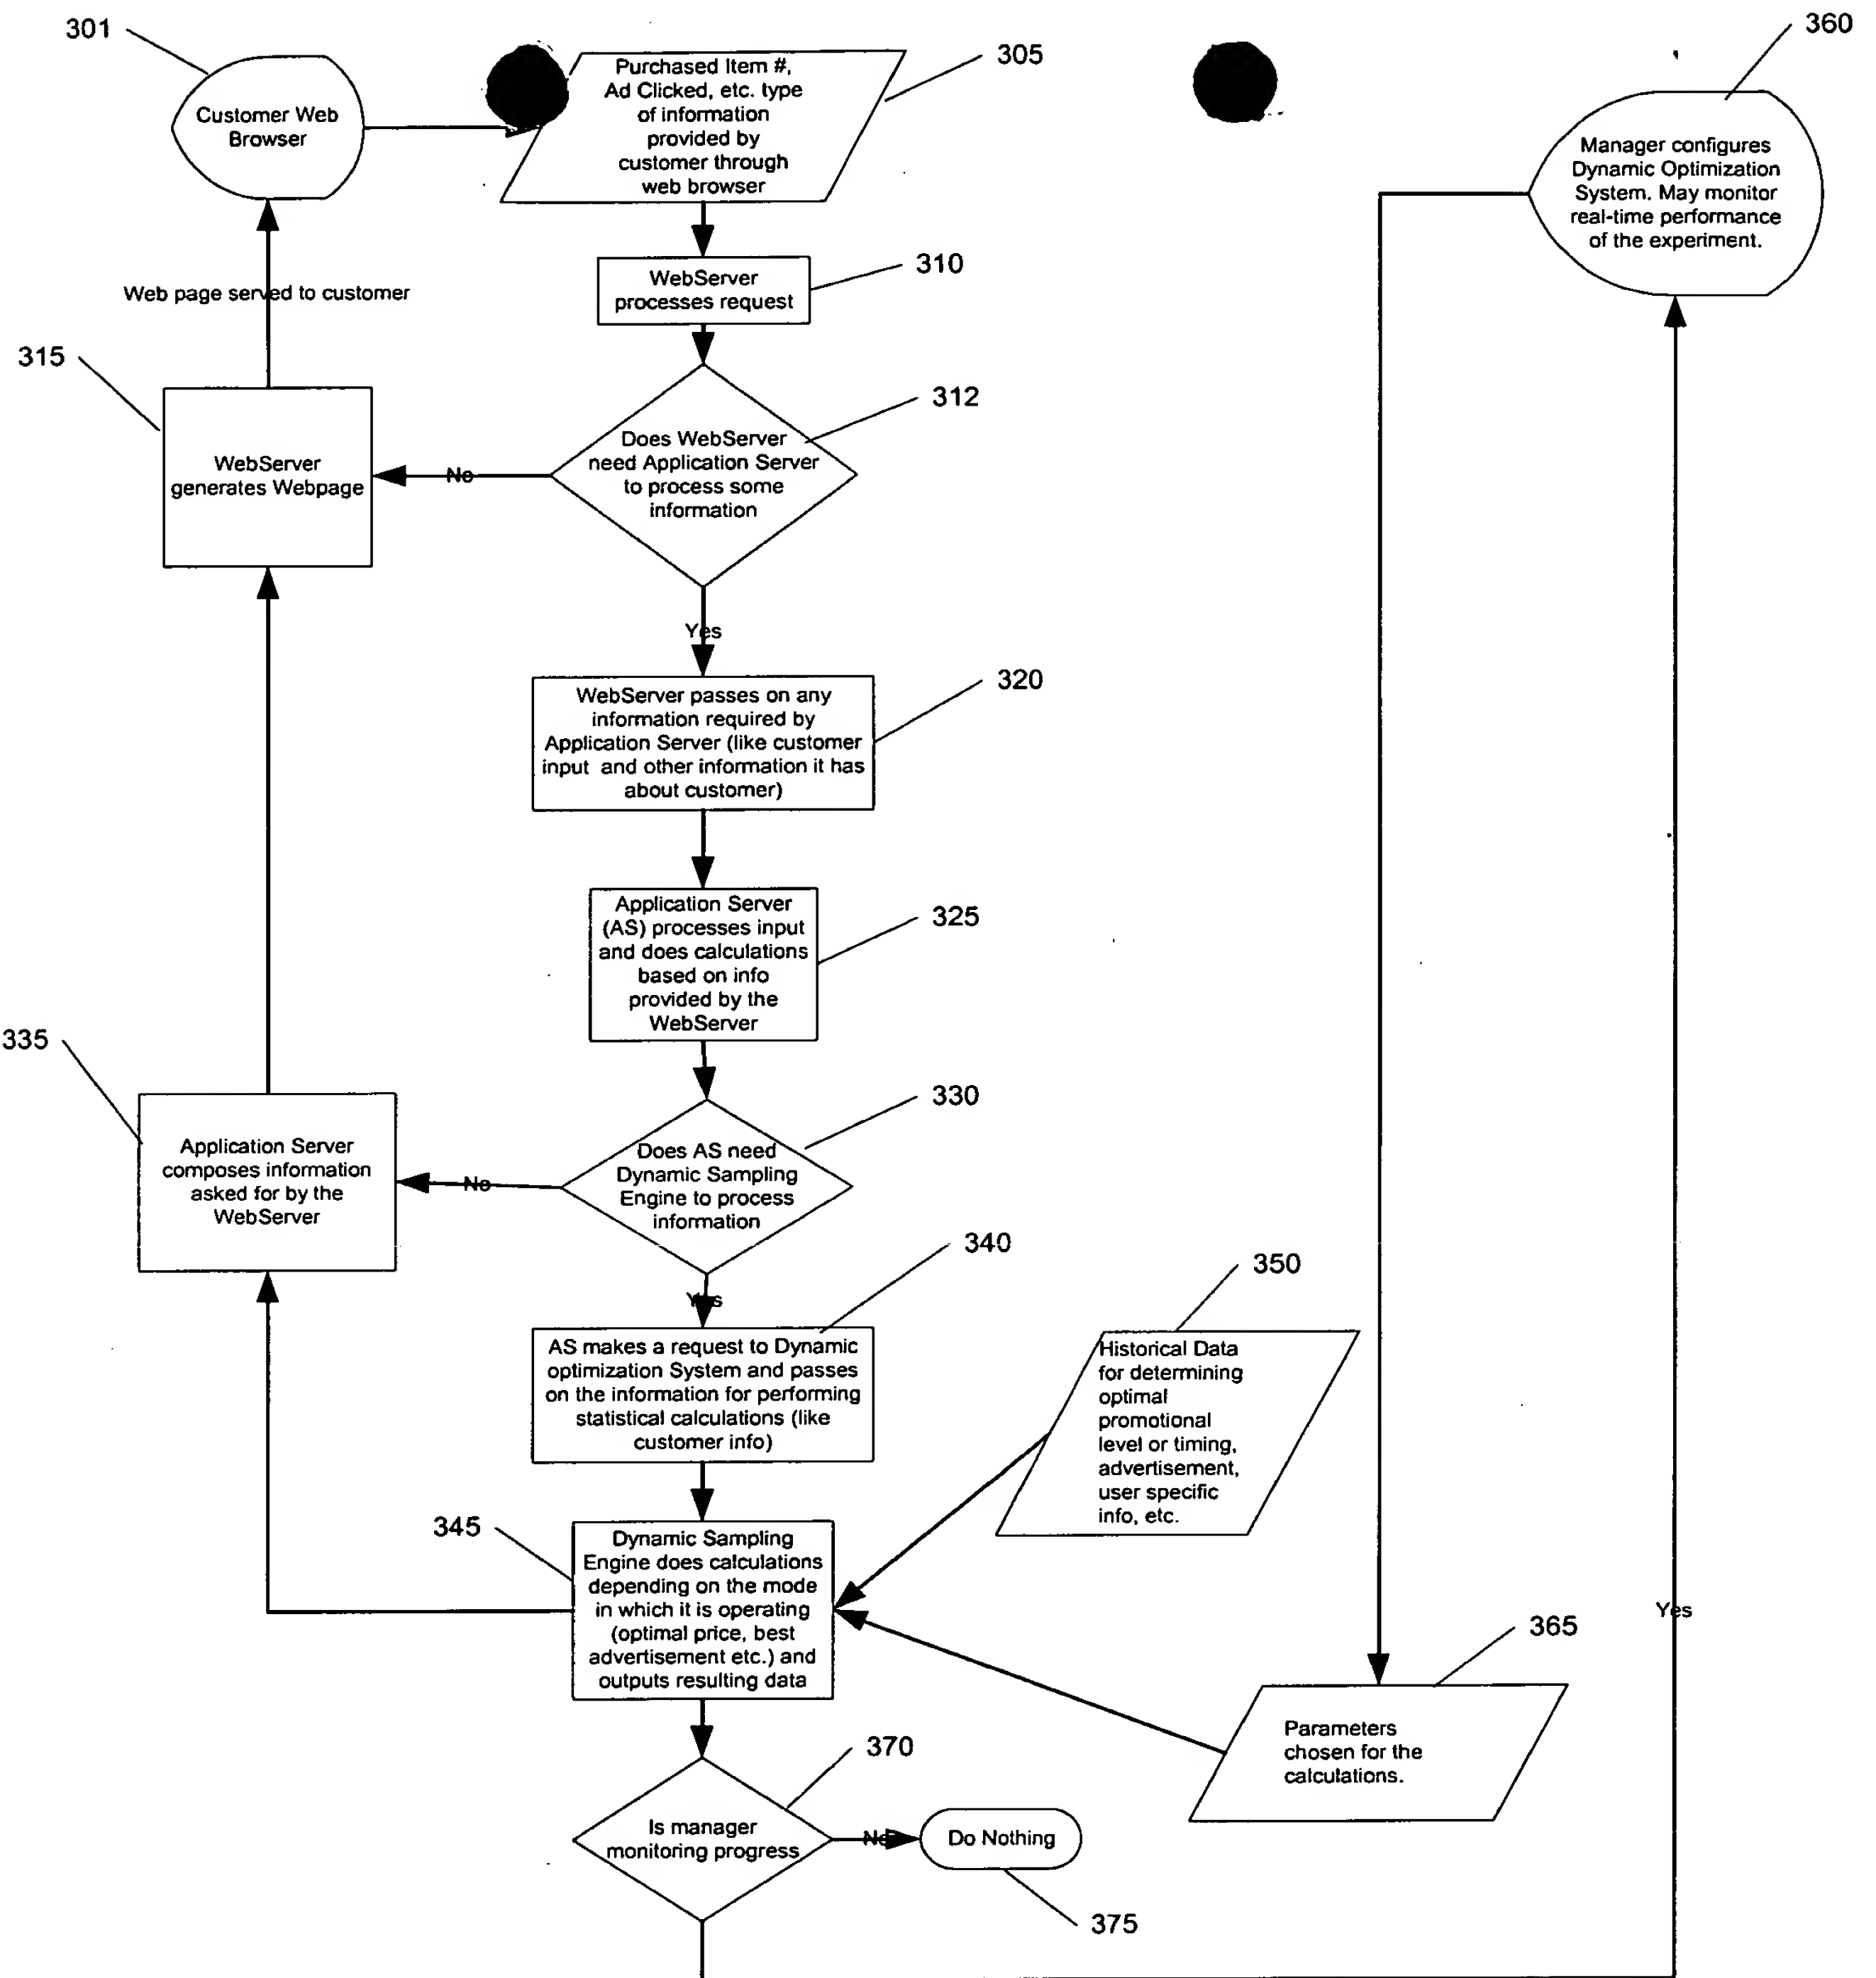 301
Customer Web
Browser
Purchased Item #,
Ad Clicked, etc. type
of information
provided by
customer through
web browser
305
360
Manager configures
Dynamic Optimization
System. May monitor
real-time performance
of the experiment.
WebServer
processes request
310
Web page served to customer
315
WebServer
generates Webpage
No
Does WebServer
need Application Server
to process some
information
312
Yes
WebServer passes on any
information required by
Application Server (like customer
input and other information it has
about customer)
320
Application Server
(AS) processes input
and does calculations
based on info
provided by the
WebServer
325
335
Application Server
composes information
asked for by the
WebServer
No
Does AS need
Dynamic Sampling
Engine to process
information
330
Yes
AS makes a request to Dynamic
optimization System and passes
on the information for performing
statistical calculations (like
customer info)
340
350
Historical Data
for determining
optimal
promotional
level or timing,
advertisement,
user specific
info, etc.
345
Dynamic Sampling
Engine does calculations
depending on the mode
in which it is operating
(optimal price, best
advertisement etc.) and
outputs resulting data
Yes
365
Parameters
chosen for the
calculations.
370
Is manager
monitoring progress
No
Do Nothing
375